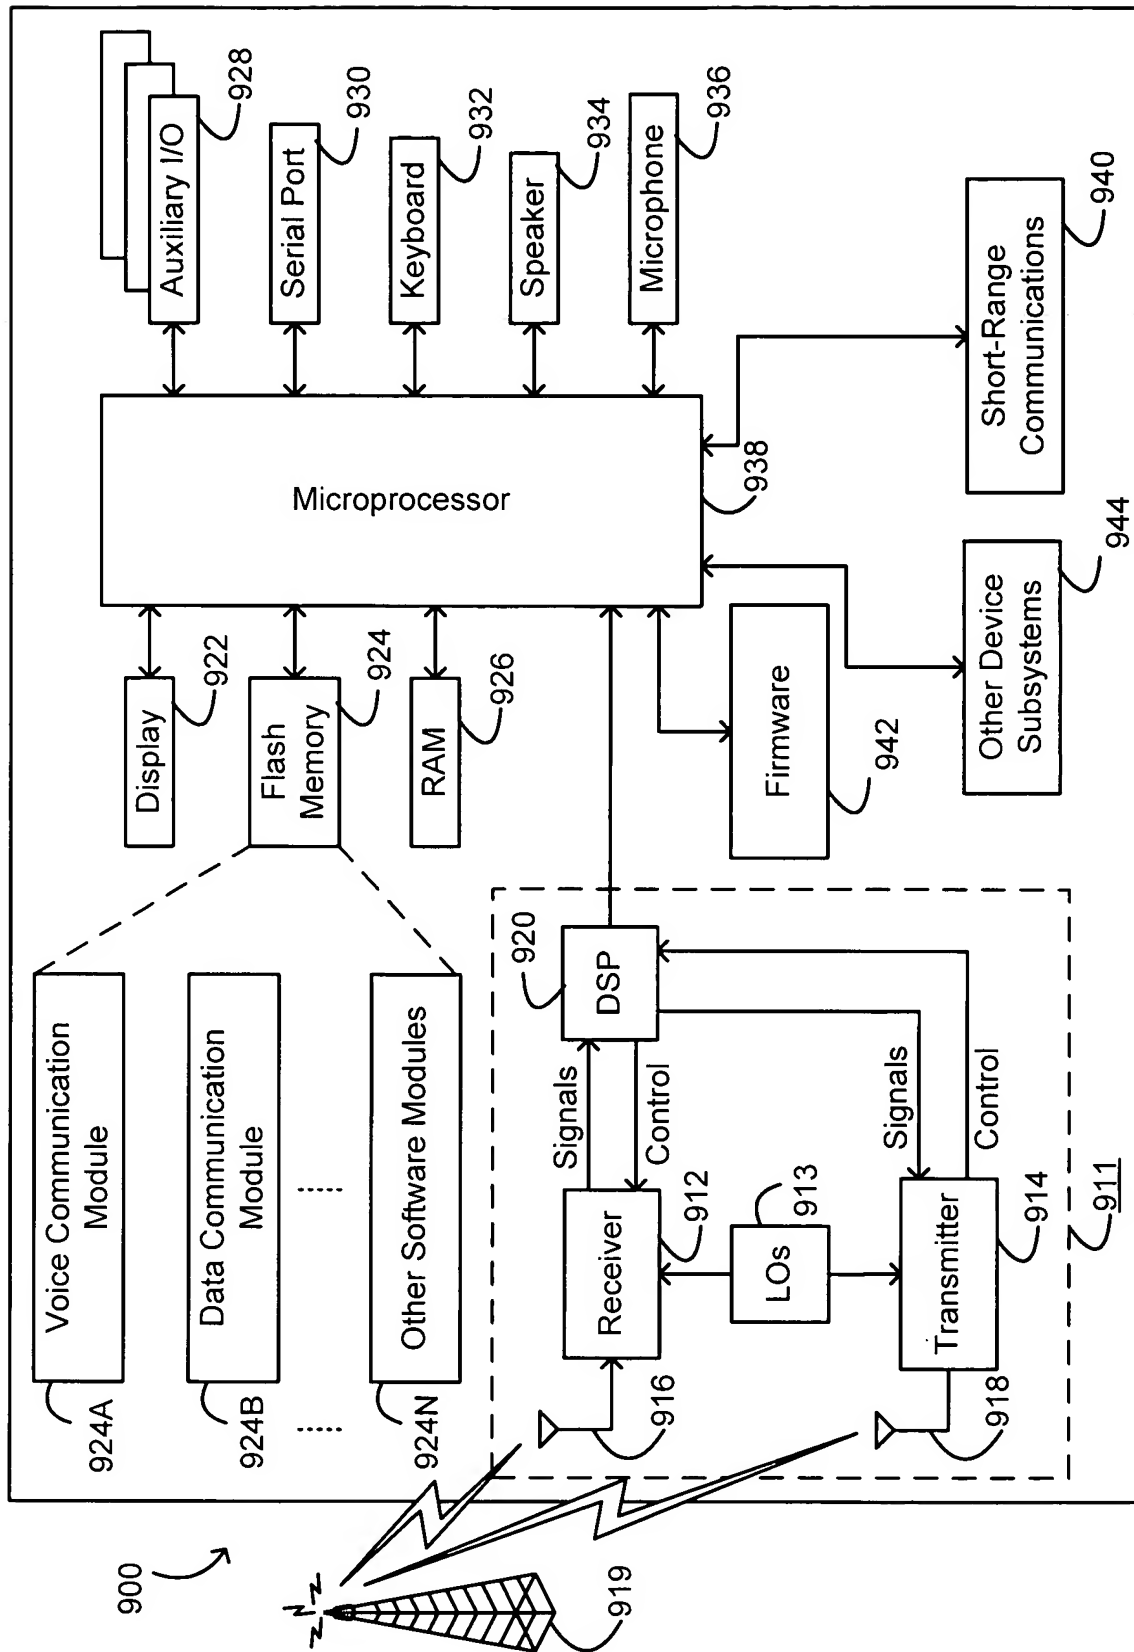 900
919
924A
Voice Communication
Module
924B
Data Communication
Module
......
......
924N
Other Software Modules
Display
922
Flash
Memory
924
RAM
926
Microprocessor
938
Auxiliary I/O
928
Serial Port
930
Keyboard
932
Speaker
934
Microphone
936
916
Receiver
912
Signals
Control
DSP
920
LOs
913
918
Transmitter
914
Signals
Control
911
Firmware
942
Other Device
Subsystems
944
Short-Range
Communications
940